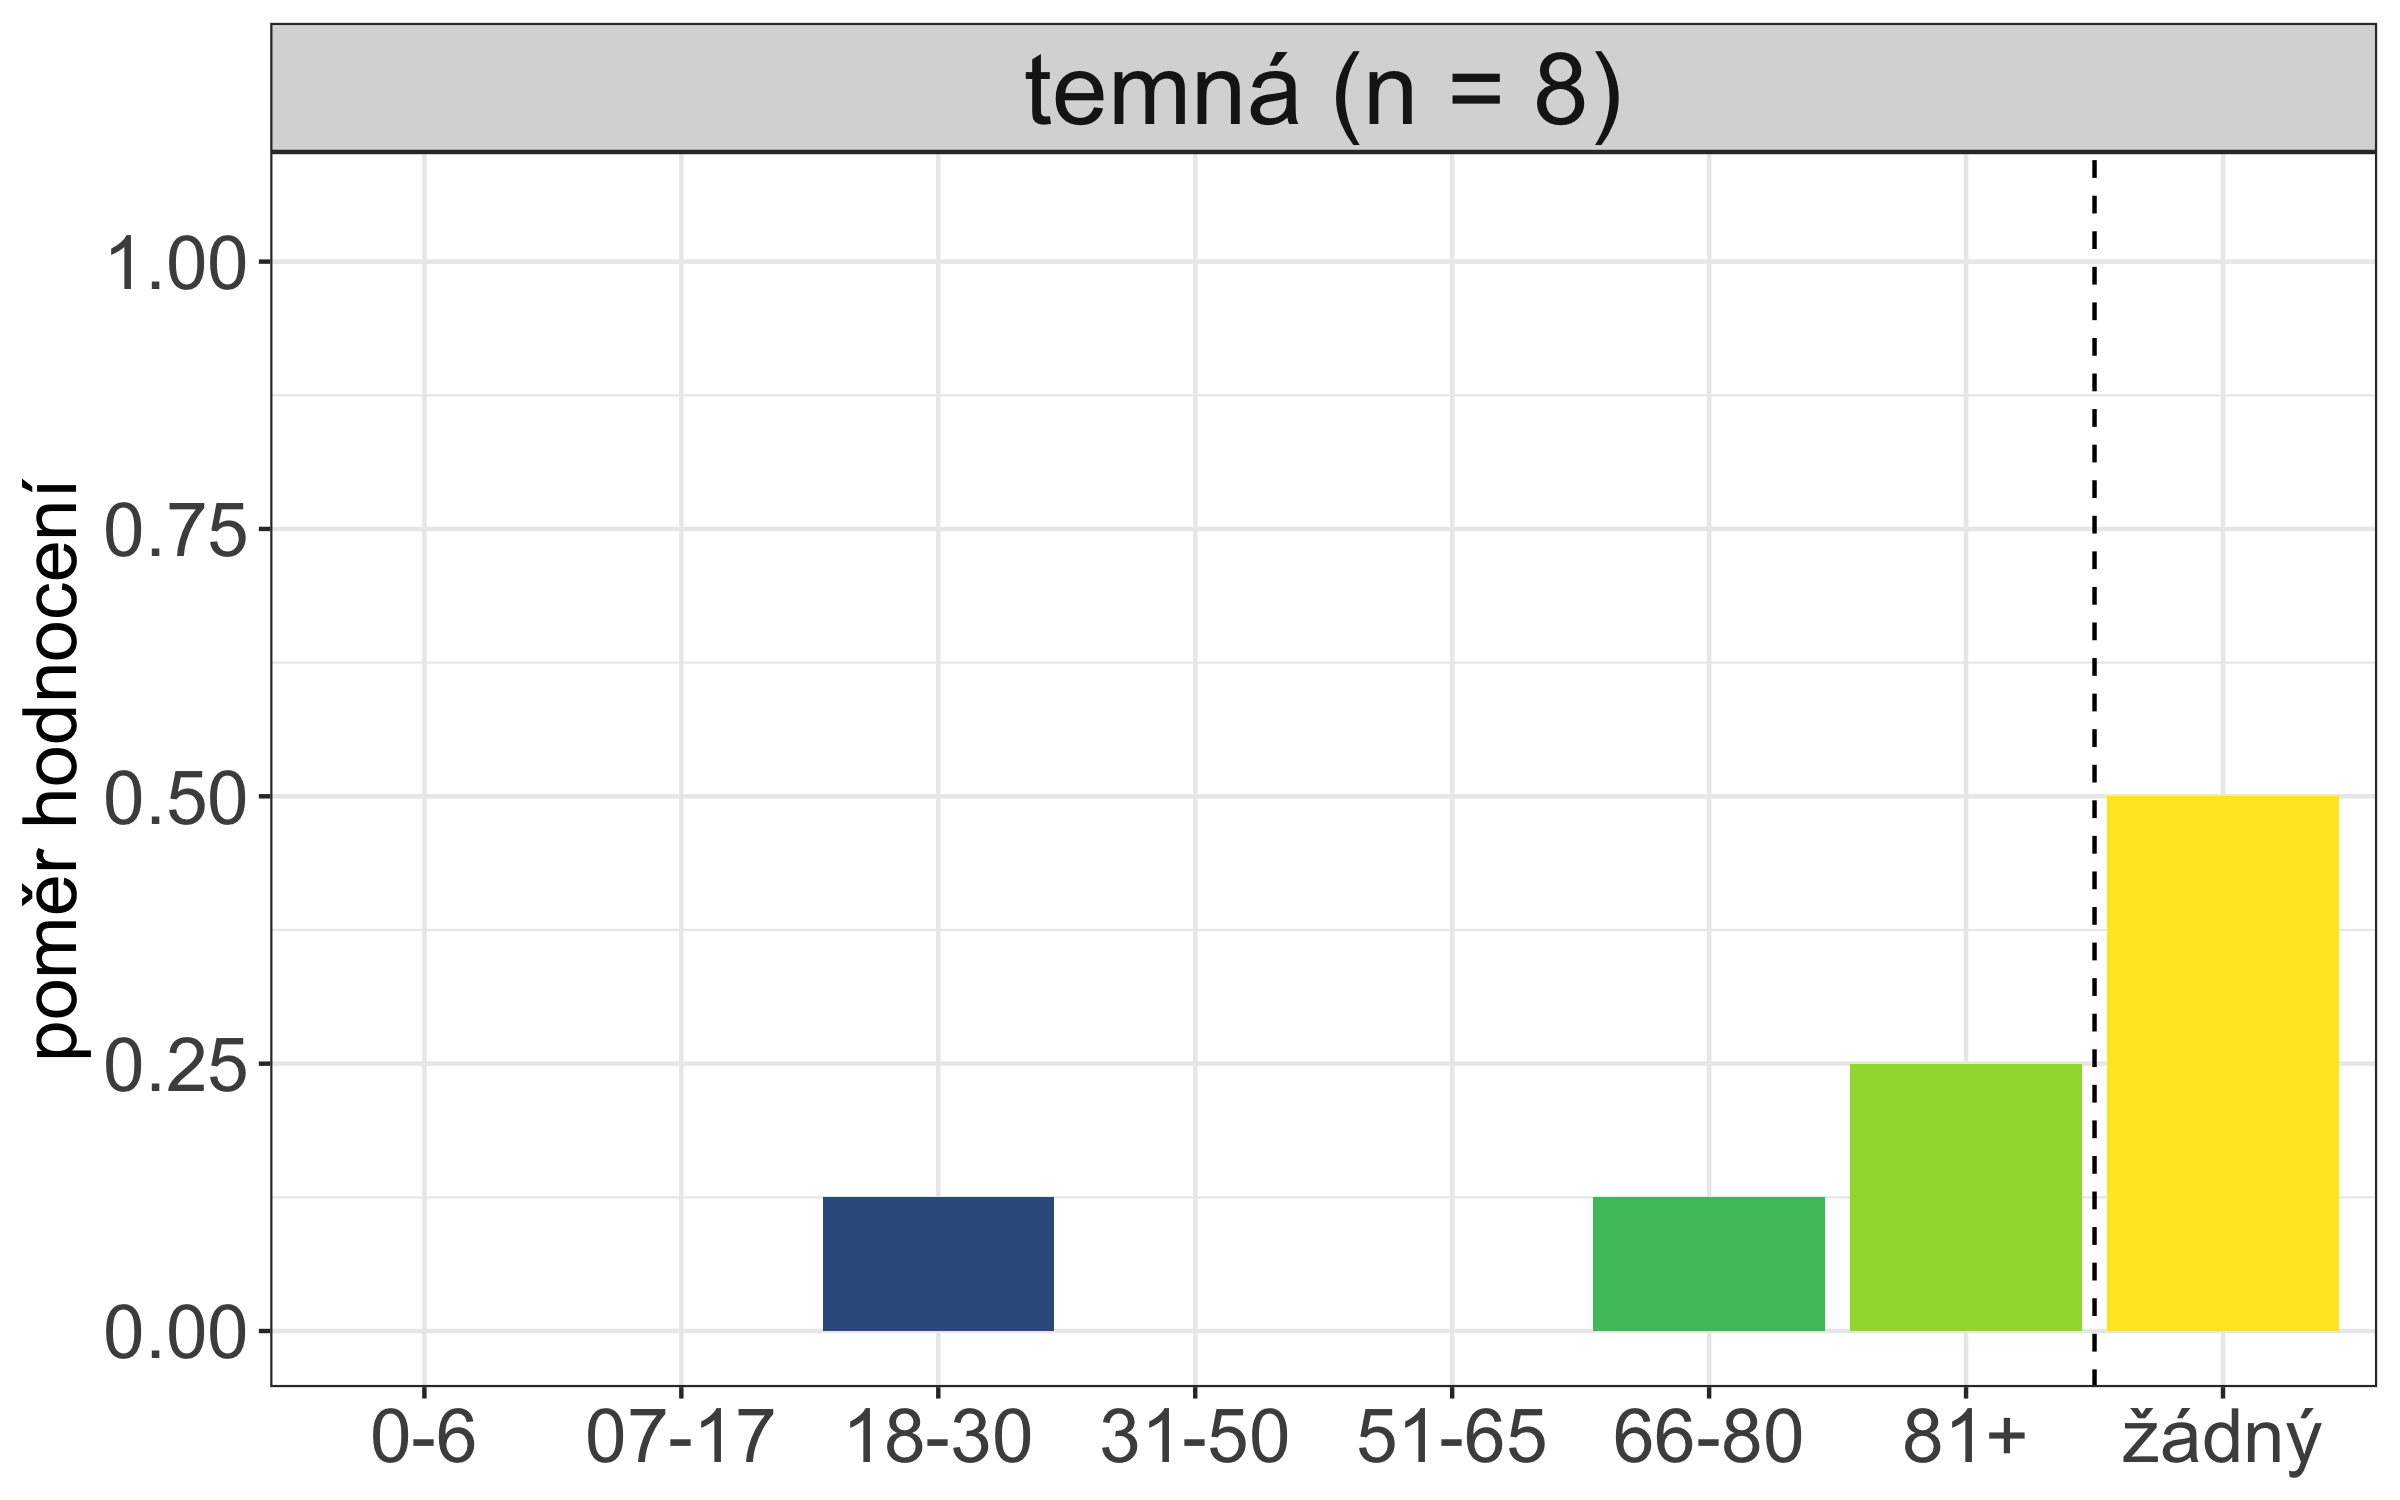 temná (n = 8)
poměr hodnocení
1.00
0.75
0.50
0.25
0.00
0-6 07-17 18-30 31-50 51-65 66-80 81+ žádný